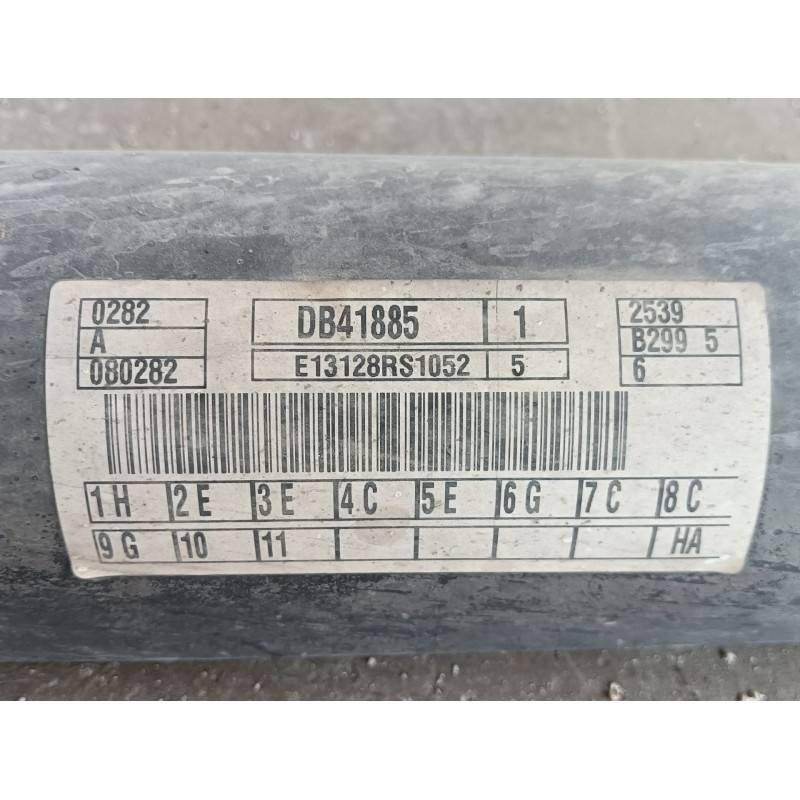 0282 DB41885 1 2539
A B299 5
080282 E13128RS1052 5 6
1H 2E 3E 4C 5E 6G 7C 8C
9G 10 11 HA